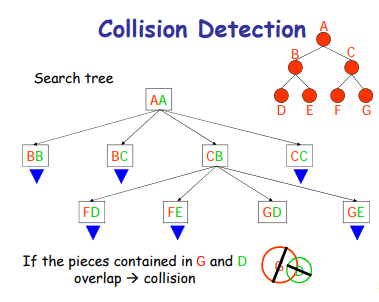 Collision Detection
A
B
C
D E F G
Search tree
AA
BB BC CB CC
FD FE GD GE
If the pieces contained in G and D
overlap → collision
G D